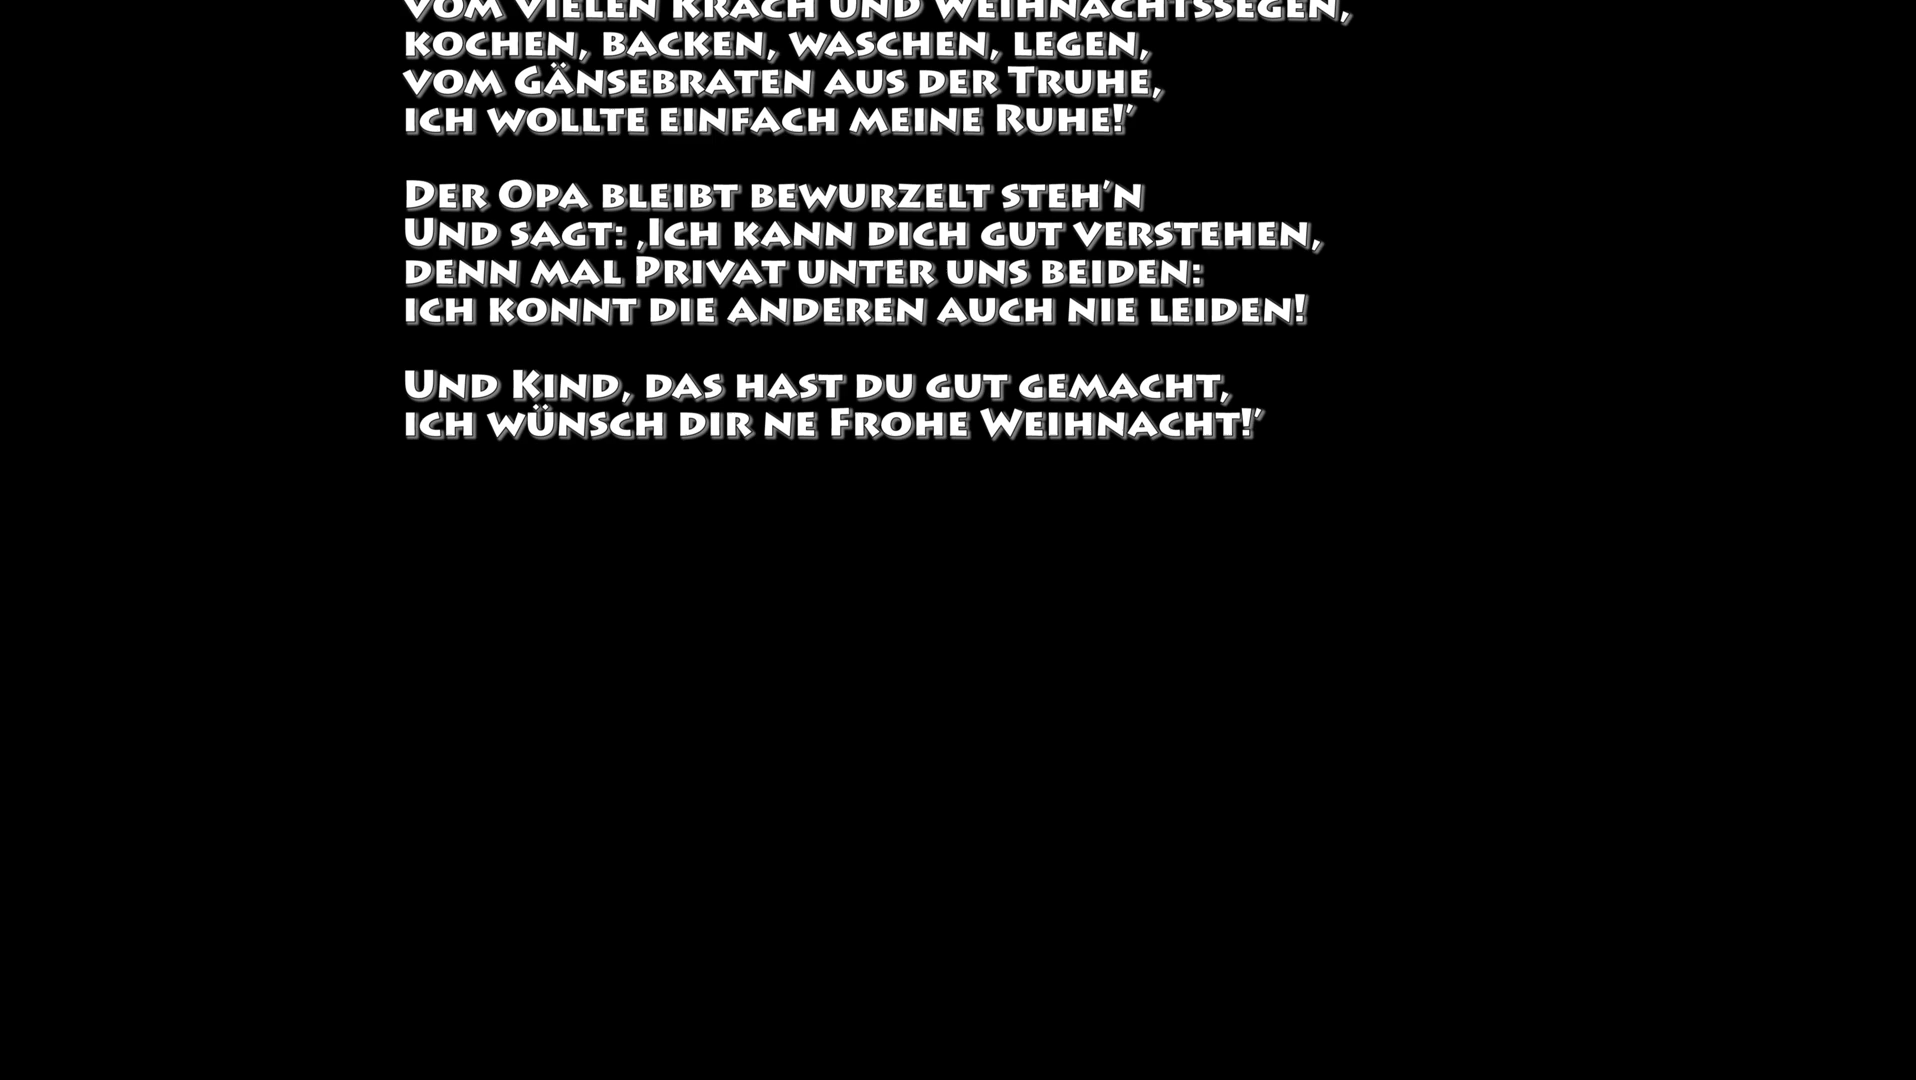 vom vielen Krach und Weihnachtssegen,
kochen, backen, waschen, legen,
vom Gänsebraten aus der Truhe,
ich wollte einfach meine Ruhe!’
Der Opa bleibt bewurzelt steh’n
Und sagt: ‚Ich kann dich gut verstehen,
denn mal Privat unter uns beiden:
ich konnt die anderen auch nie leiden!
Und Kind, das hast du gut gemacht,
ich wünsch dir ne Frohe Weihnacht!’